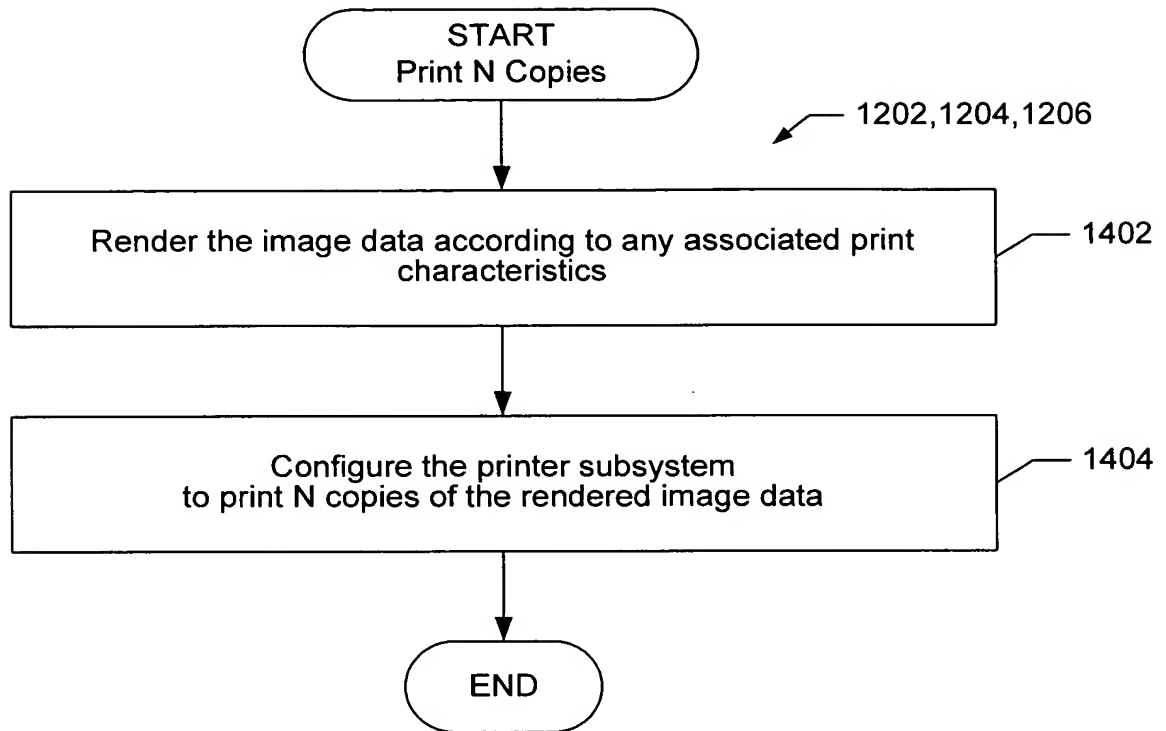 START
Print N Copies
1202,1204,1206
Render the image data according to any associated print
characteristics
1402
Configure the printer subsystem
to print N copies of the rendered image data
1404
END